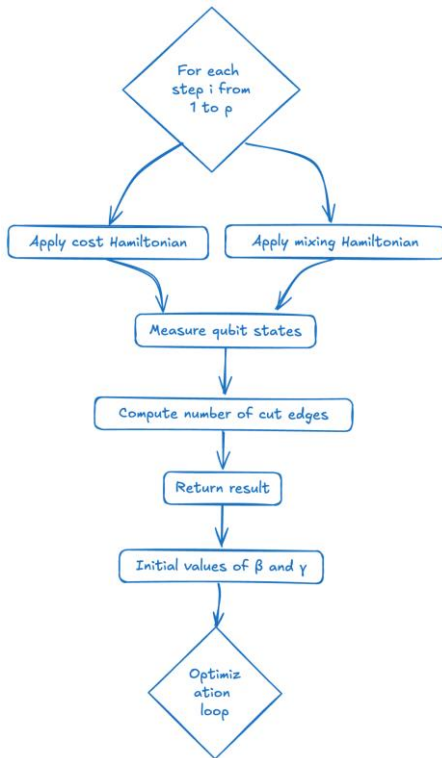 For each
step i from
1 to p
Apply cost Hamiltonian
Apply mixing Hamiltonian
Measure qubit states
Compute number of cut edges
Return result
Initial values of β and γ
Optimiz
ation
loop